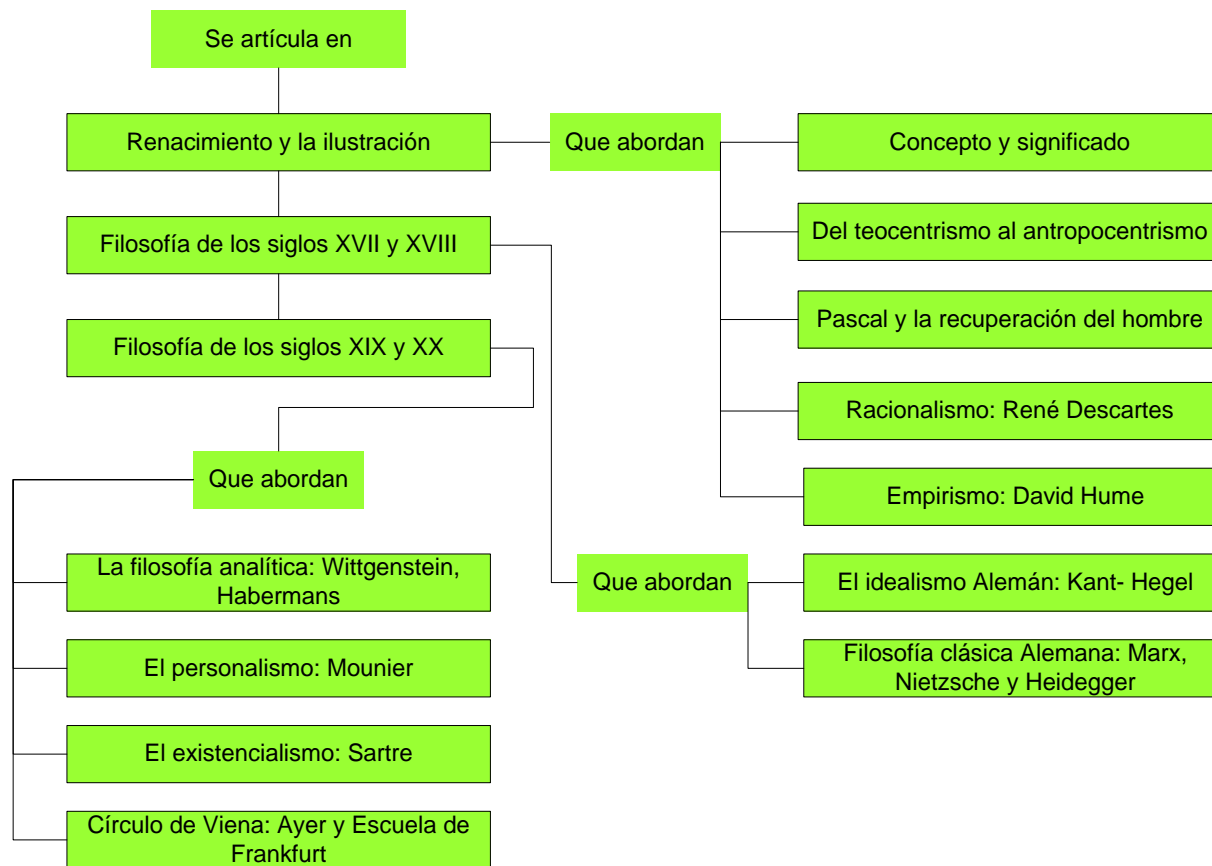 Se artícula en
Renacimiento y la ilustración
Que abordan
Concepto y significado
Del teocentrismo al antropocentrismo
Pascal y la recuperación del hombre
Racionalismo: René Descartes
Empirismo: David Hume
Filosofía de los siglos XVII y XVIII
Que abordan
El idealismo Alemán: Kant- Hegel
Filosofía clásica Alemana: Marx,
Nietzsche y Heidegger
Filosofía de los siglos XIX y XX
Que abordan
La filosofía analítica: Wittgenstein,
Habermans
El personalismo: Mounier
El existencialismo: Sartre
Círculo de Viena: Ayer y Escuela de
Frankfurt